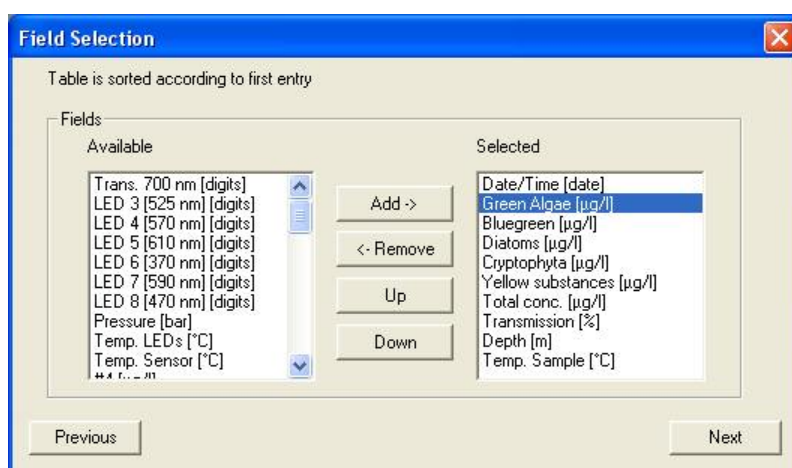 Field Selection
Table is sorted according to first entry
Fields
Available
Trans. 700 nm [digits]
LED 3 [525 nm] [digits]
LED 4 [570 nm] [digits]
LED 5 [610 nm] [digits]
LED 6 [370 nm] [digits]
LED 7 [590 nm] [digits]
LED 8 [470 nm] [digits]
Pressure [bar]
Temp. LEDs [°C]
Temp. Sensor [°C]
Add ->
<- Remove
Up
Down
Selected
Date/Time [date]
Green Algae [µg/l]
Bluegreen [µg/l]
Diatoms [µg/l]
Cryptophyta [µg/l]
Yellow substances [µg/l]
Total conc. [µg/l]
Transmission [%]
Depth [m]
Temp. Sample [°C]
Previous
Next